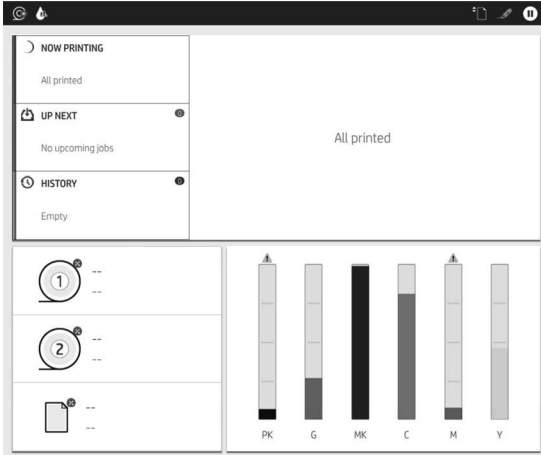 NOW PRINTING
All printed
UP NEXT
0
No upcoming jobs
HISTORY
0
Empty
All printed
1
--
--
2
--
--
--
--
PK G MK C M Y